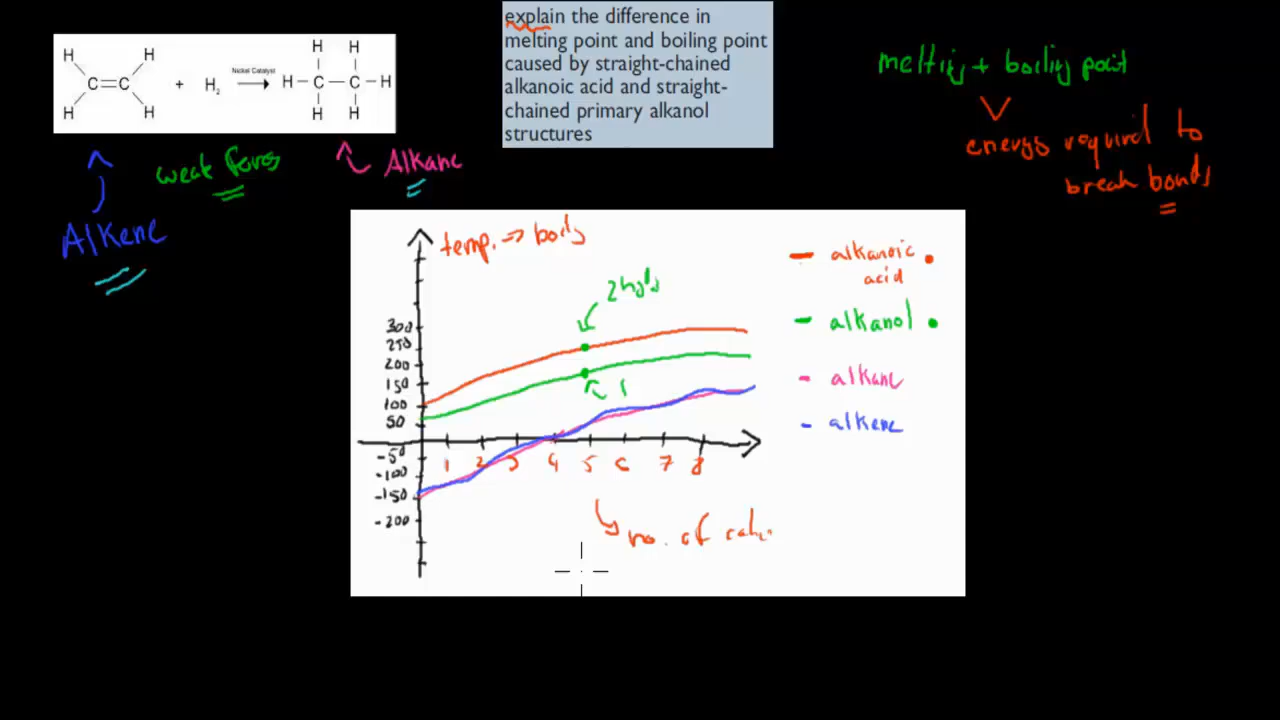 explain the difference in
melting point and boiling point
caused by straight-chained
alkanoic acid and straight-
chained primary alkanol
structures
H H H H
C=C + H₂ Nickel Catalyst H-C-C-H
H H H H
melting + boiling point
energy required to
break bonds
weak forces
Alkane
Alkene
temp. => boils
300
250
200
150
100
50
-50
-100
-150
-200
1 2 3 4 5 6 7 8
1
no. of
- alkanoic
acid
- alkanol
- alkane
- alkene